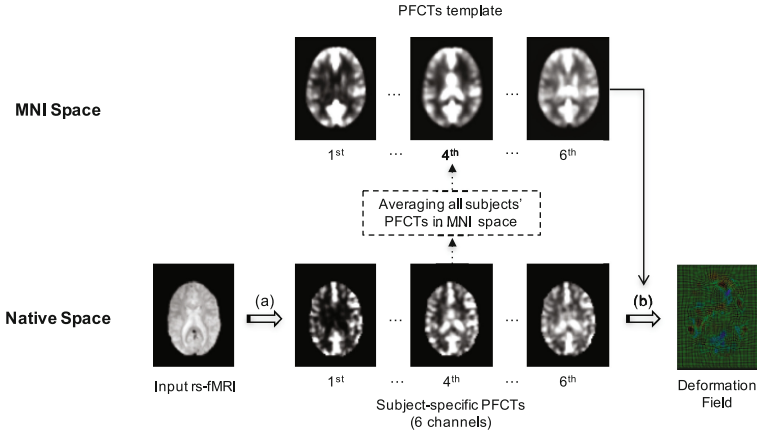 PFCTs template
MNI Space
... ...
1st ... 4th ... 6th
Averaging all subjects'
PFCTs in MNI space
Native Space
(a)
... ...
(b)
Input rs-fMRI
1st ... 4th ... 6th
Subject-specific PFCTs
(6 channels)
Deformation
Field